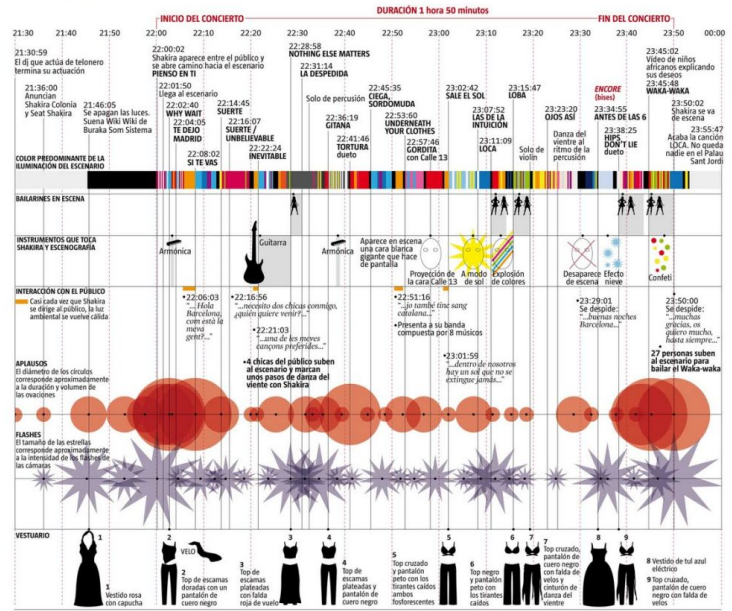 DURACIÓN 1 hora 50 minutos
INICIO DEL CONCIERTO
FIN DEL CONCIERTO
21:30
21:40
21:50
22:00
22:10
22:20
22:30
22:40
22:50
23:00
23:10
23:20
23:30
23:40
23:50
00:00
21:30:59
El dj que actúa de telonero
termina su actuación
21:36:00
Anuncian
Shakira Colonia
y Seat Shakira
21:46:05
Se apagan las luces.
Suena Wiki Wiki de
Buraka Som Sistema
22:00:02
Shakira aparece entre el público y
se abre camino hacia el escenario
PIENSO EN TI
22:01:50
Llega al escenario
22:02:40
WHY WAIT
22:04:05
TE DEJO
MADRID
22:08:02
SI TE VAS
22:14:45
SUERTE
22:16:07
SUERTE /
UNBELIEVABLE
22:22:24
INEVITABLE
22:28:58
NOTHING ELSE MATTERS
22:31:14
LA DESPEDIDA
Solo de percusión
22:36:19
GITANA
22:41:46
TORTURA
dueto
22:45:35
CIEGA,
SORDOMUDA
22:53:60
UNDERNEATH
YOUR CLOTHES
22:57:46
GORDITA
con Calle 13
23:02:42
SALE EL SOL
23:07:52
LAS DE LA
INTUICIÓN
23:11:09
LOCA
23:15:47
LOBA
Solo de
violín
23:23:20
OJOS ASÍ
Danza del
vientre al
ritmo de la
percusión
ENCORE
(bises)
23:34:55
ANTES DE LAS 6
23:38:25
HIPS
DON'T LIE
dueto
23:45:02
Vídeo de niños
africanos explicando
sus deseos
23:45:48
WAKA-WAKA
23:50:02
Shakira se va
de escena
23:55:47
Acaba la canción
LOCA. No queda
nadie en el Palau
Sant Jordi
COLOR PREDOMINANTE DE LA
ILUMINACIÓN DEL ESCENARIO
BAILARINES EN ESCENA
INSTRUMENTOS QUE TOCA
SHAKIRA Y ESCENOGRAFÍA
Armónica
Guitarra
Armónica
Aparece en escena
una cara blanca
gigante que hace
de pantalla
Proyección de
la cara Calle 13
A modo
de sol
Explosión
de colores
Desaparece
de escena
Efecto
nieve
Confeti
INTERACCIÓN CON EL PÚBLICO
Casi cada vez que Shakira
se dirige al público, la luz
ambiental se vuelve cálida
•22:06:03
"...Hola
Barcelona,
com està la
meva
gent?..."
•22:16:56
"...necesito dos chicas conmigo,
¿quién quiere venir?..."
•22:21:03
"...una de les meves
cançons preferides..."
•4 chicas del público suben
al escenario y marcan
unos pasos de danza del
viento con Shakira
•22:51:16
"...jo també tinc sang
catalana..."
•Presenta a su banda
compuesta por 8 músicos
•23:01:59
"...dentro de nosotros
hay un sol que no se
extingue jamás..."
•23:29:01
Se despide:
"...buenas noches
Barcelona..."
23:50:00
Se despide:
"...muchas
gracias, os
quiero mucho,
hasta siempre..."
27 personas suben
al escenario para
bailar el Waka-waka
APLAUSOS
El diámetro de los círculos
corresponde aproximadamente
a la duración y volumen de
las ovaciones
FLASHES
El tamaño de las estrellas
corresponde aproximadamente
a la intensidad de los flashes de
las cámaras
VESTUARIO
1
2
VELO
3
4
5
6
7
8
9
1
Vestido rosa
con capucha
2
Top de escamas
doradas con un
pantalón de
cuero negro
3
Top de
escamas
plateadas
con falda
roja de vuelo
4
Top de
escamas
plateadas y
pantalón de
cuero negro
5
Top cruzado
y pantalón
peto con los
tirantes caídos
ambos
fosforescentes
6
Top negro
y pantalón
peto con los
tirantes
caídos
7
Top cruzado,
pantalón de
cuero negro
con falda de
velos y
cinturón de
danza del
vientre
8 Vestido de tul azul
eléctrico
9 Top cruzado,
pantalón de cuero
negro con falda de
velos